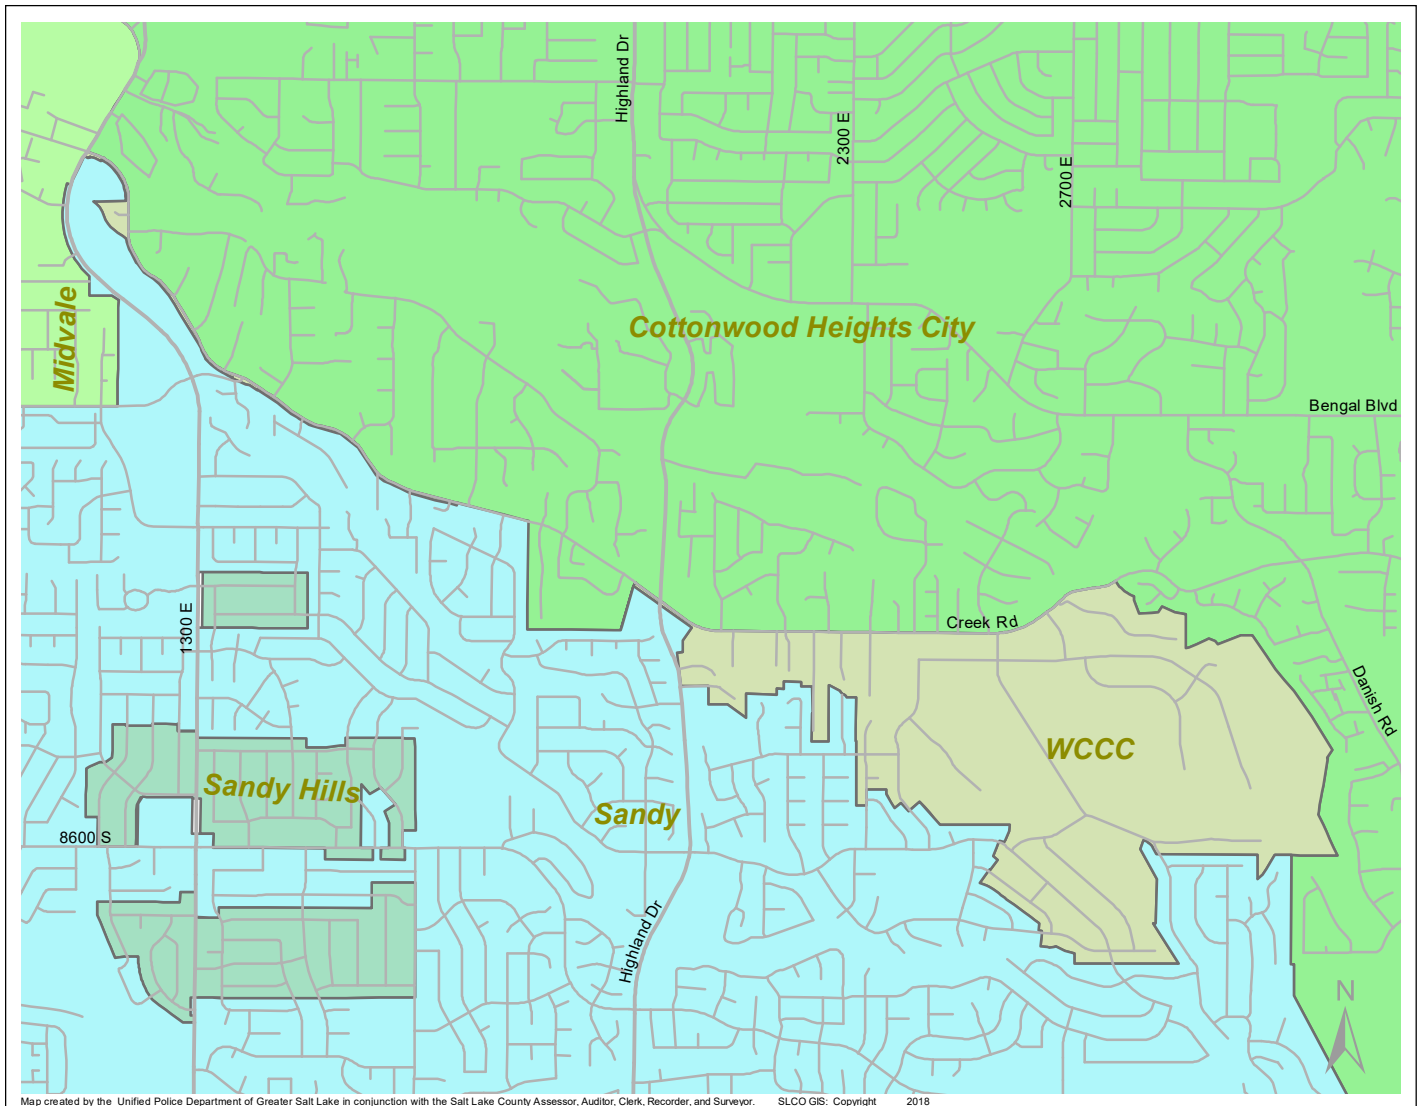 Highland Dr
2300 E
2700 E
Midvale
Cottonwood Heights City
Bengal Blvd
1300 E
Creek Rd
Danish Rd
WCCC
Sandy Hills
Sandy
8600 S
Highland Dr
N
Map created by the Unified Police Department of Greater Salt Lake in conjunction with the Salt Lake County Assessor, Auditor, Clerk, Recorder, and Surveyor. SLCO GIS: Copyright 2018